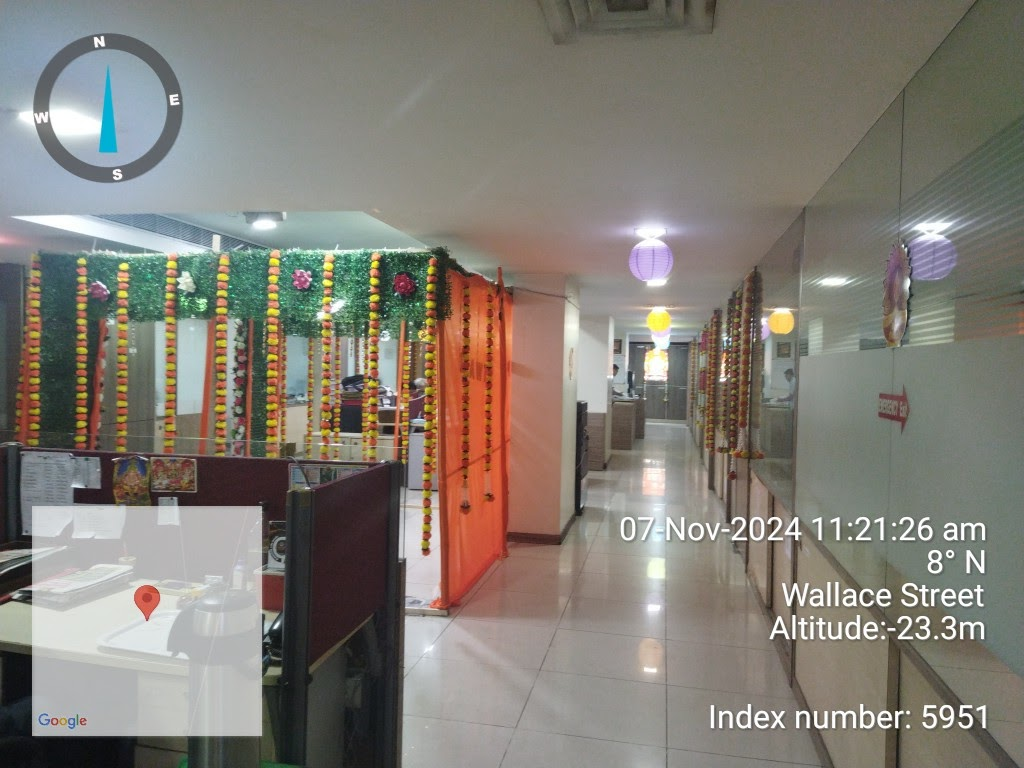 N
E
W
S
07-Nov-2024 11:21:26 am
8° N
Wallace Street
Altitude:-23.3m
Index number: 5951
Google